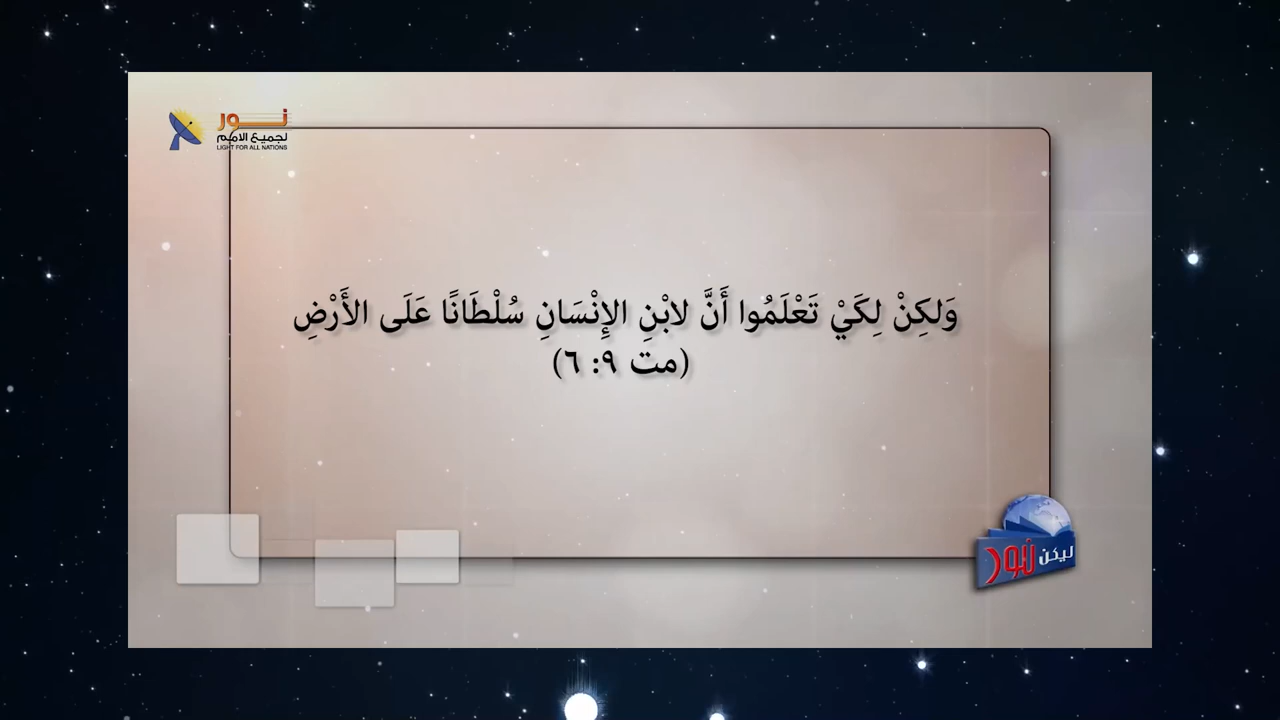 نور
لجميع الامم
LIGHT FOR ALL NATIONS
وَلكِنْ لِكَيْ تَعْلَمُوا أَنَّ لابْنِ الإِنْسَانِ سُلْطَانًا عَلَى الأَرْضِ
(مت ٩: ٦)
ليكن نور